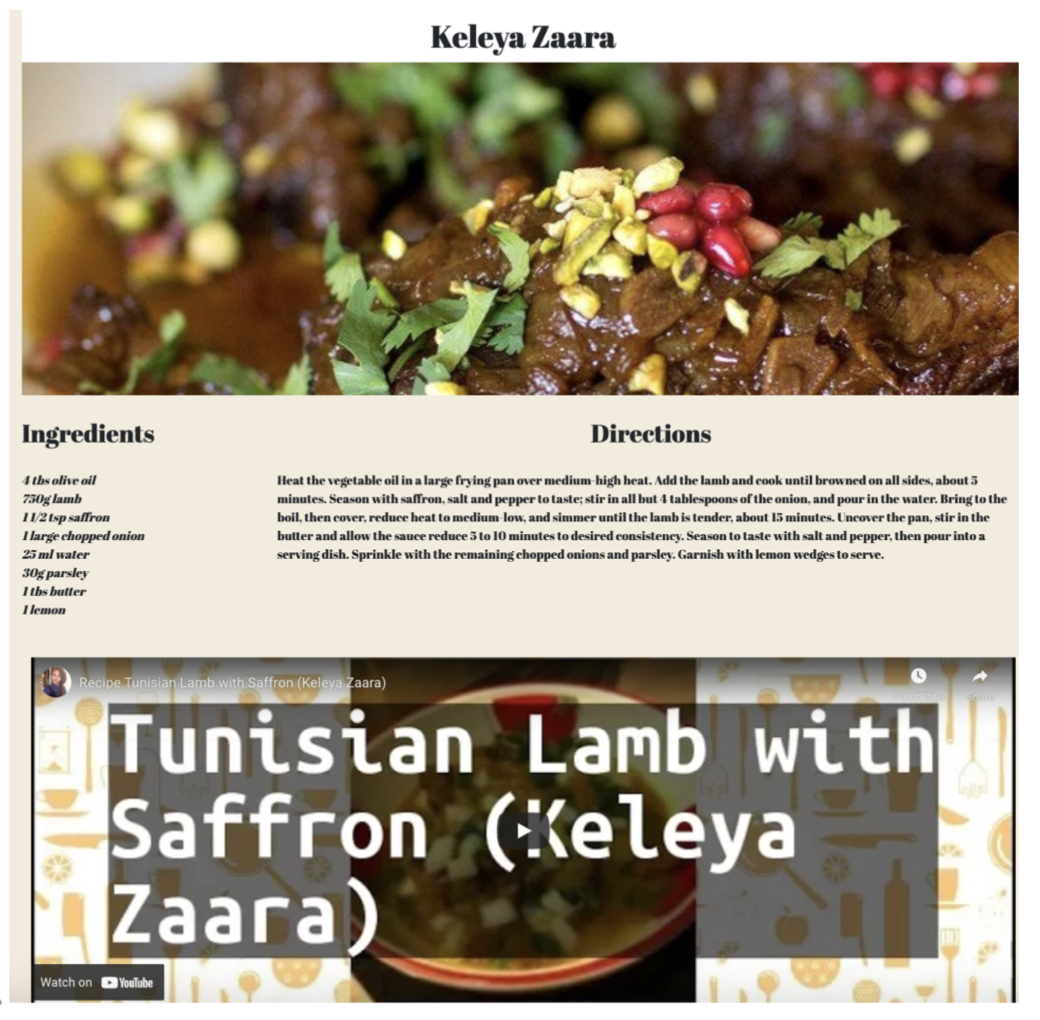 Keleya Zaara
Ingredients
4 tbs olive oil
750g lamb
1 1/2 tsp saffron
1 large chopped onion
25 ml water
30g parsley
1 tbs butter
1 lemon
Directions
Heat the vegetable oil in a large frying pan over medium-high heat. Add the lamb and cook until browned on all sides, about 5
minutes. Season with saffron, salt and pepper to taste; stir in all but 4 tablespoons of the onion, and pour in the water. Bring to the
boil, then cover, reduce heat to medium-low, and simmer until the lamb is tender, about 15 minutes. Uncover the pan, stir in the
butter and allow the sauce reduce 5 to 10 minutes to desired consistency. Season to taste with salt and pepper, then pour into a
serving dish. Sprinkle with the remaining chopped onions and parsley. Garnish with lemon wedges to serve.
Recipe Tunisian Lamb with Saffron (Keleya Zaara)
Tunisian Lamb with
Saffron (Keleya
Zaara)
Watch on YouTube